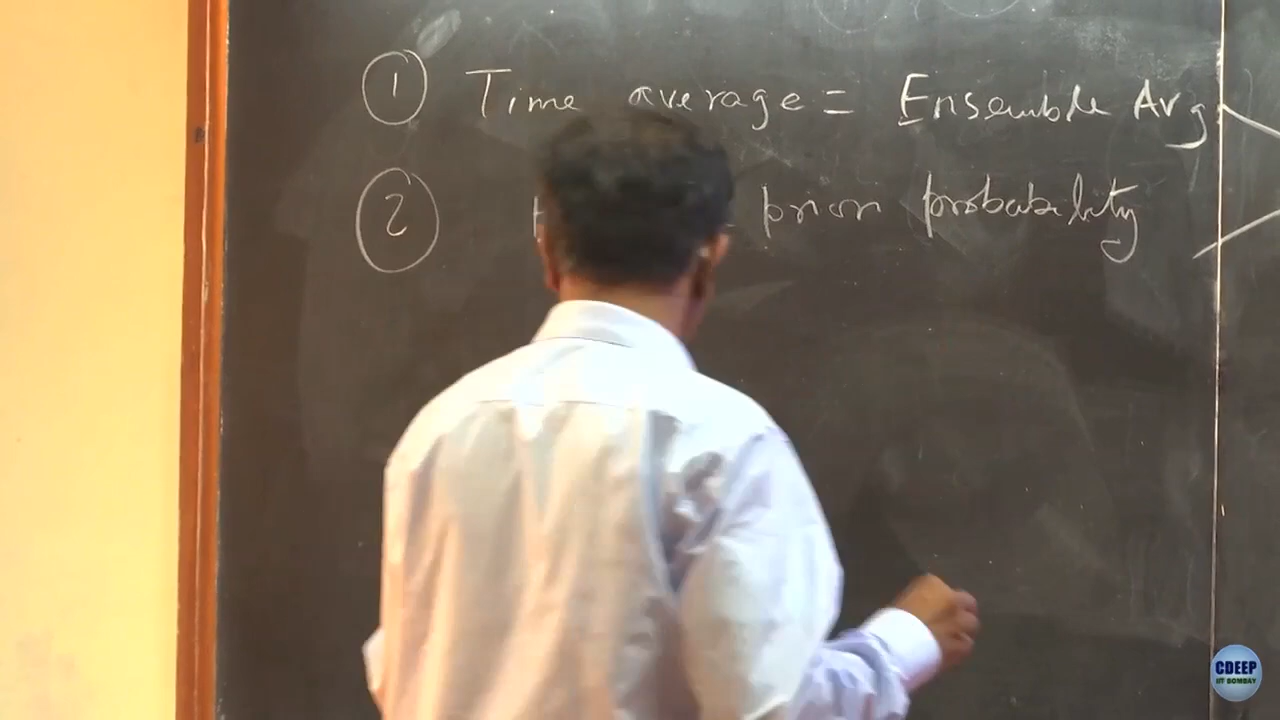 1 Time average = Ensemble Avg
2 prior probability
CDEEP
IIT BOMBAY